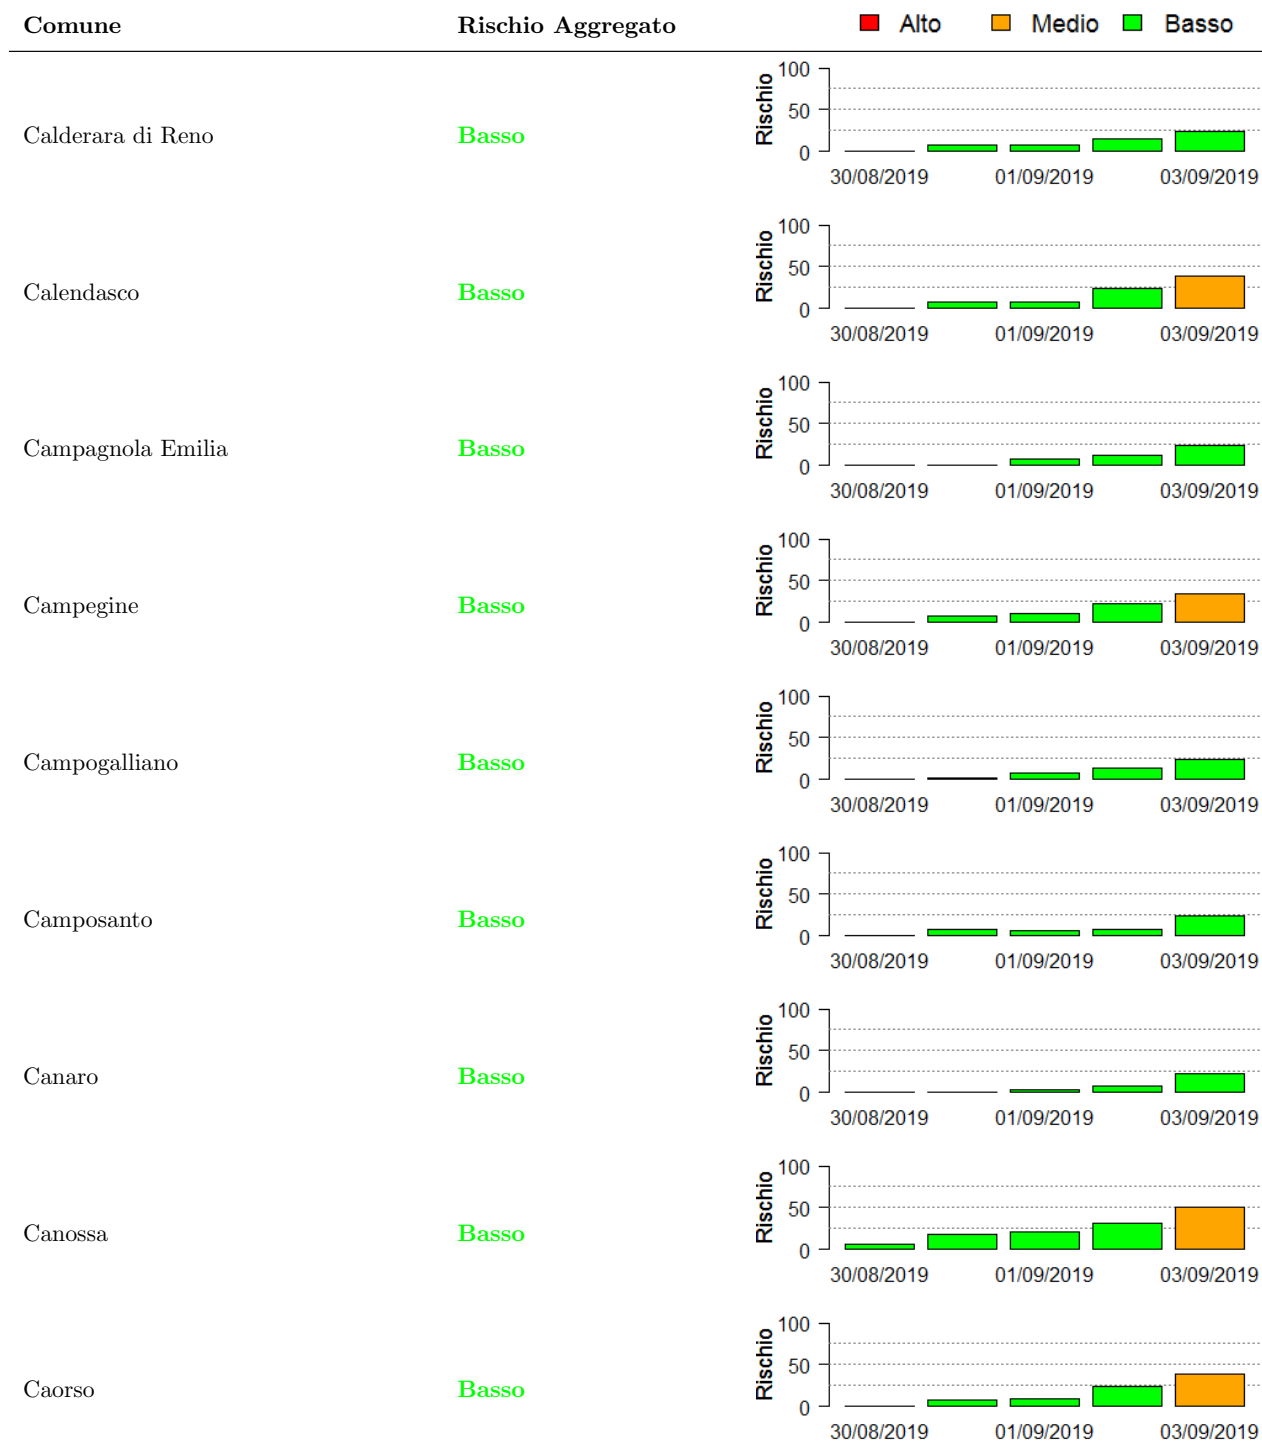 Comune Rischio Aggregato Alto Medio Basso
Calderara di Reno Basso Rischio 100 50 0
30/08/2019 01/09/2019 03/09/2019
Calendasco Basso Rischio 100 50 0
30/08/2019 01/09/2019 03/09/2019
Campagnola Emilia Basso Rischio 100 50 0
30/08/2019 01/09/2019 03/09/2019
Campegine Basso Rischio 100 50 0
30/08/2019 01/09/2019 03/09/2019
Campogalliano Basso Rischio 100 50 0
30/08/2019 01/09/2019 03/09/2019
Camposanto Basso Rischio 100 50 0
30/08/2019 01/09/2019 03/09/2019
Canaro Basso Rischio 100 50 0
30/08/2019 01/09/2019 03/09/2019
Canossa Basso Rischio 100 50 0
30/08/2019 01/09/2019 03/09/2019
Caorso Basso Rischio 100 50 0
30/08/2019 01/09/2019 03/09/2019